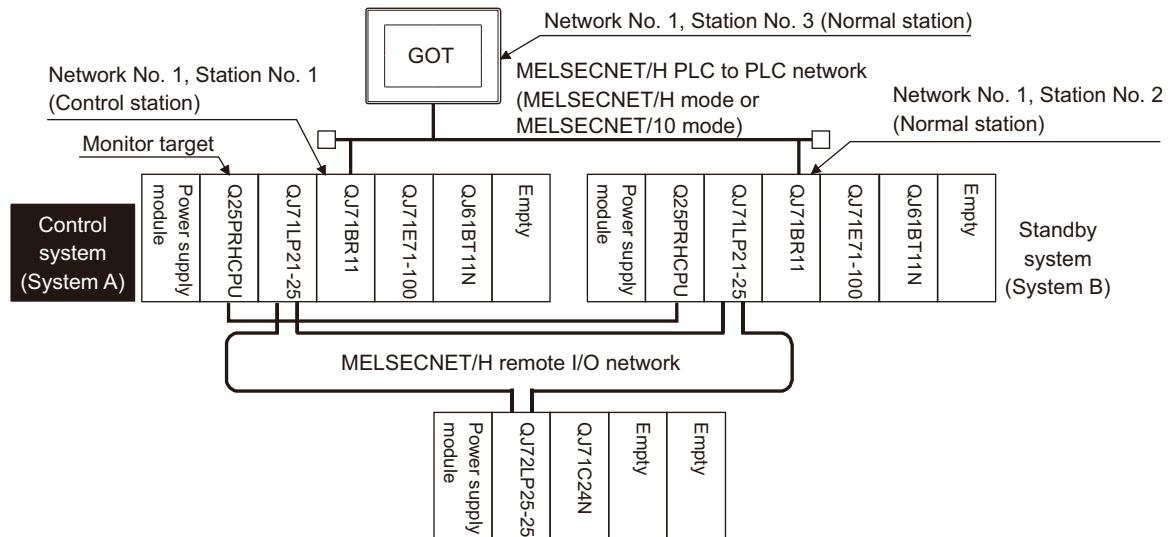 Network No. 1, Station No. 3 (Normal station)
GOT
Network No. 1, Station No. 1
(Control station)
MELSECNET/H PLC to PLC network
(MELSECNET/H mode or
MELSECNET/10 mode)
Network No. 1, Station No. 2
(Normal station)
Monitor target
Control
system
(System A)
Power supply
module
Q25PRHCPU
QJ71LP21-25
QJ71BR11
QJ71E71-100
QJ61BT11N
Empty
Power supply
module
Q25PRHCPU
QJ71LP21-25
QJ71BR11
QJ71E71-100
QJ61BT11N
Empty
Standby
system
(System B)
MELSECNET/H remote I/O network
Power supply
module
QJ72LP25-25
QJ71C24N
Empty
Empty